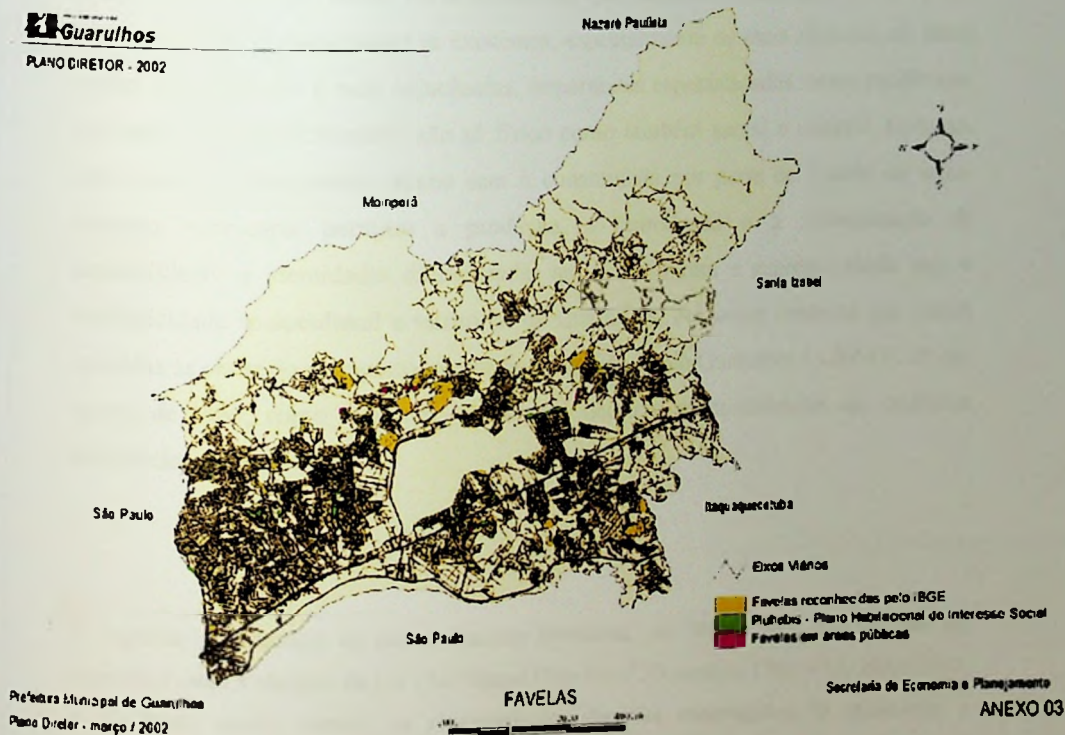 Guarulhos
PLANO DIRETOR - 2002
Nazaré Paulista
Mairiporã
Santa Izabel
São Paulo
Itaquaquecetuba
São Paulo
Eixos Viários
Favelas reconhecidas pelo IBGE
Pluhabis - Plano Habitacional de Interesse Social
Favelas em áreas públicas
Prefeitura Municipal de Guarulhos
Plano Diretor - março / 2002
FAVELAS
Secretaria de Economia e Planejamento
ANEXO 03